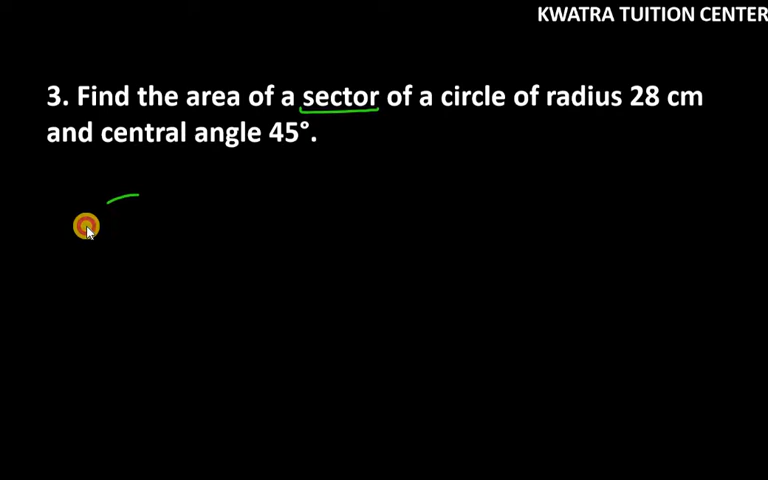 KWATRA TUITION CENTER
3. Find the area of a sector of a circle of radius 28 cm
and central angle 45°.